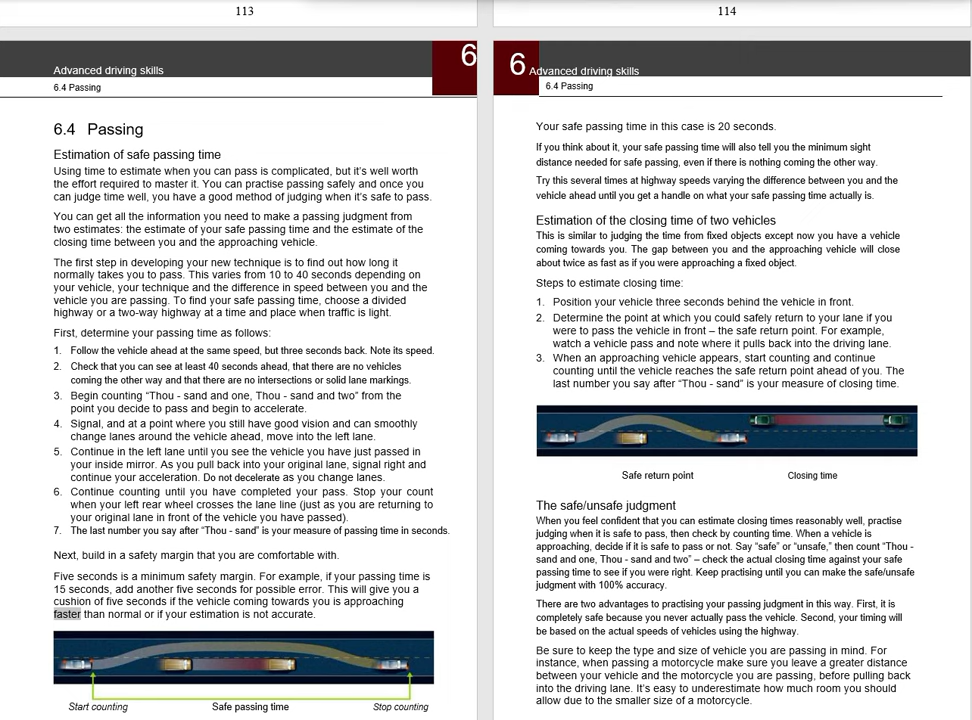 113
6
Advanced driving skills
6.4 Passing
6.4 Passing
Estimation of safe passing time
Using time to estimate when you can pass is complicated, but it's well worth
the effort required to master it. You can practise passing safely and once you
can judge time well, you have a good method of judging when it's safe to pass.
You can get all the information you need to make a passing judgment from
two estimates: the estimate of your safe passing time and the estimate of the
closing time between you and the approaching vehicle.
The first step in developing your new technique is to find out how long it
normally takes you to pass. This varies from 10 to 40 seconds depending on
your vehicle, your technique and the difference in speed between you and the
vehicle you are passing. To find your safe passing time, choose a divided
highway or a two-way highway at a time and place when traffic is light.
First, determine your passing time as follows:
1. Follow the vehicle ahead at the same speed, but three seconds back. Note its speed.
2. Check that you can see at least 40 seconds ahead, that there are no vehicles
coming the other way and that there are no intersections or solid lane markings.
3. Begin counting "Thou - sand and one, Thou - sand and two" from the
point you decide to pass and begin to accelerate.
4. Signal, and at a point where you still have good vision and can smoothly
change lanes around the vehicle ahead, move into the left lane.
5. Continue in the left lane until you see the vehicle you have just passed in
your inside mirror. As you pull back into your original lane, signal right and
continue your acceleration. Do not decelerate as you change lanes.
6. Continue counting until you have completed your pass. Stop your count
when your left rear wheel crosses the lane line (just as you are returning to
your original lane in front of the vehicle you have passed).
7. The last number you say after "Thou - sand" is your measure of passing time in seconds.
Next, build in a safety margin that you are comfortable with.
Five seconds is a minimum safety margin. For example, if your passing time is
15 seconds, add another five seconds for possible error. This will give you a
cushion of five seconds if the vehicle coming towards you is approaching
faster than normal or if your estimation is not accurate.
Start counting Safe passing time Stop counting
114
6 Advanced driving skills
6.4 Passing
Your safe passing time in this case is 20 seconds.
If you think about it, your safe passing time will also tell you the minimum sight
distance needed for safe passing, even if there is nothing coming the other way.
Try this several times at highway speeds varying the difference between you and the
vehicle ahead until you get a handle on what your safe passing time actually is.
Estimation of the closing time of two vehicles
This is similar to judging the time from fixed objects except now you have a vehicle
coming towards you. The gap between you and the approaching vehicle will close
about twice as fast as if you were approaching a fixed object.
Steps to estimate closing time:
1. Position your vehicle three seconds behind the vehicle in front.
2. Determine the point at which you could safely return to your lane if you
were to pass the vehicle in front – the safe return point. For example,
watch a vehicle pass and note where it pulls back into the driving lane.
3. When an approaching vehicle appears, start counting and continue
counting until the vehicle reaches the safe return point ahead of you. The
last number you say after "Thou - sand" is your measure of closing time.
Safe return point Closing time
The safe/unsafe judgment
When you feel confident that you can estimate closing times reasonably well, practise
judging when it is safe to pass, then check by counting time. When a vehicle is
approaching, decide if it is safe to pass or not. Say "safe" or "unsafe," then count "Thou -
sand and one, Thou - sand and two" – check the actual closing time against your safe
passing time to see if you were right. Keep practising until you can make the safe/unsafe
judgment with 100% accuracy.
There are two advantages to practising your passing judgment in this way. First, it is
completely safe because you never actually pass the vehicle. Second, your timing will
be based on the actual speeds of vehicles using the highway.
Be sure to keep the type and size of vehicle you are passing in mind. For
instance, when passing a motorcycle make sure you leave a greater distance
between your vehicle and the motorcycle you are passing, before pulling back
into the driving lane. It's easy to underestimate how much room you should
allow due to the smaller size of a motorcycle.